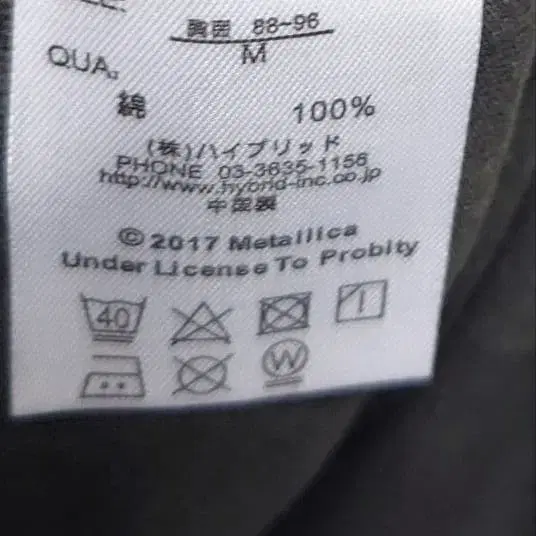 胸囲 88~96
M
QUA.
綿 100%
(株)ハイブリッド
PHONE 03-3635-1156
http://www.hybrid-inc.co.jp
中国製
©2017 Metallica
Under License To Probity
40
W